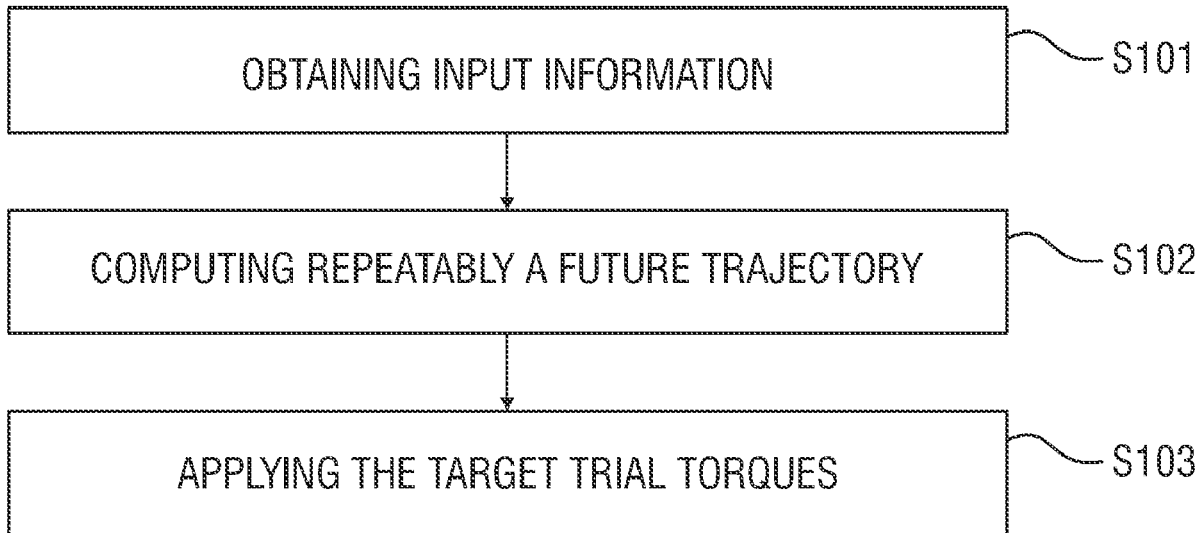 OBTAINING INPUT INFORMATION
S101
COMPUTING REPEATABLY A FUTURE TRAJECTORY
S102
APPLYING THE TARGET TRIAL TORQUES
S103